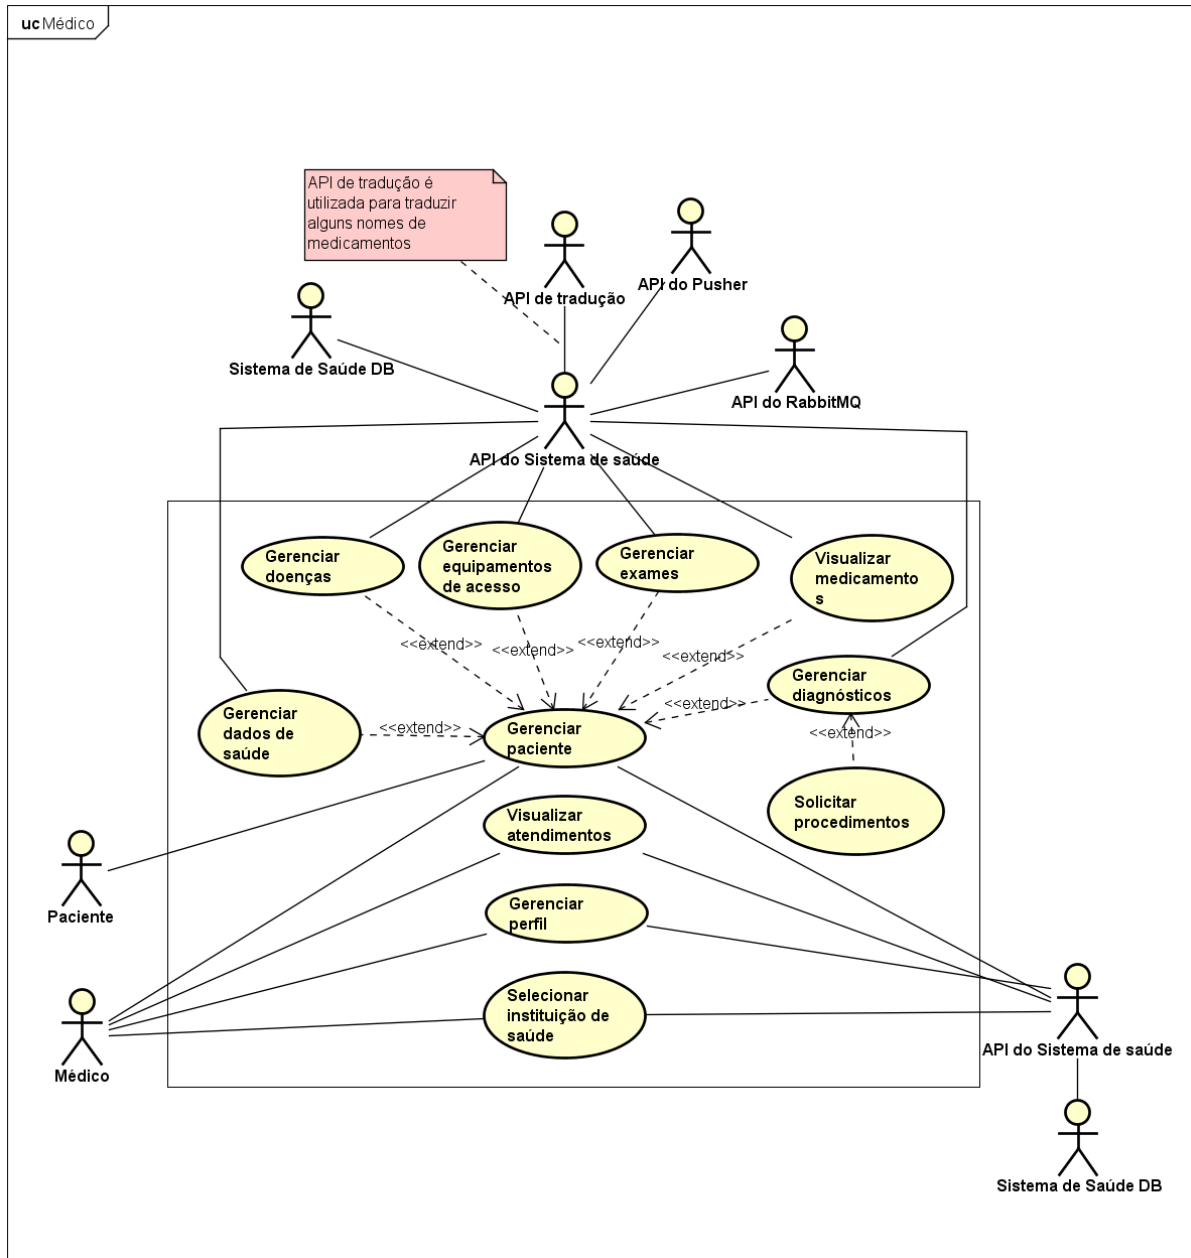 uc Médico
API de tradução é
utilizada para traduzir
alguns nomes de
medicamentos
API de tradução
API do Pusher
Sistema de Saúde DB
API do RabbitMQ
API do Sistema de saúde
Gerenciar
doenças
Gerenciar
equipamentos
de acesso
Gerenciar
exames
Visualizar
medicamento
s
<<extend>>
<<extend>>
<<extend>>
<<extend>>
Gerenciar
diagnósticos
Gerenciar
dados de
saúde
<<extend>>
Gerenciar
paciente
<<extend>>
<<extend>>
Solicitar
procedimentos
Visualizar
atendimentos
Paciente
Gerenciar
perfil
Selecionar
instituição de
saúde
Médico
API do Sistema de saúde
Sistema de Saúde DB